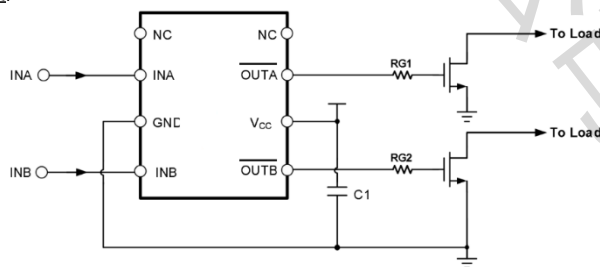 NC
NC
To Load
INA
INA
OUTA
RG1
GND
VCC
To Load
INB
INB
OUTB
RG2
C1